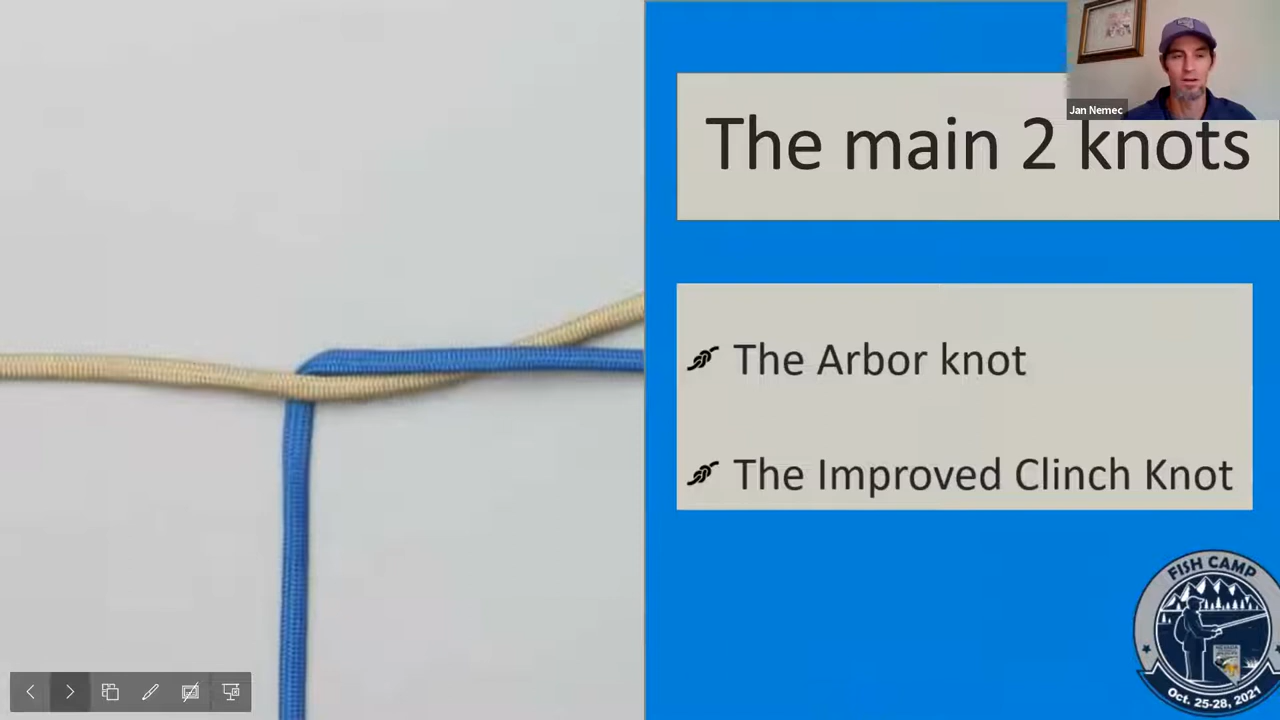 Jan Nemec
The main 2 knots
The Arbor knot
The Improved Clinch Knot
FISH CAMP
Oct. 25-28, 2021